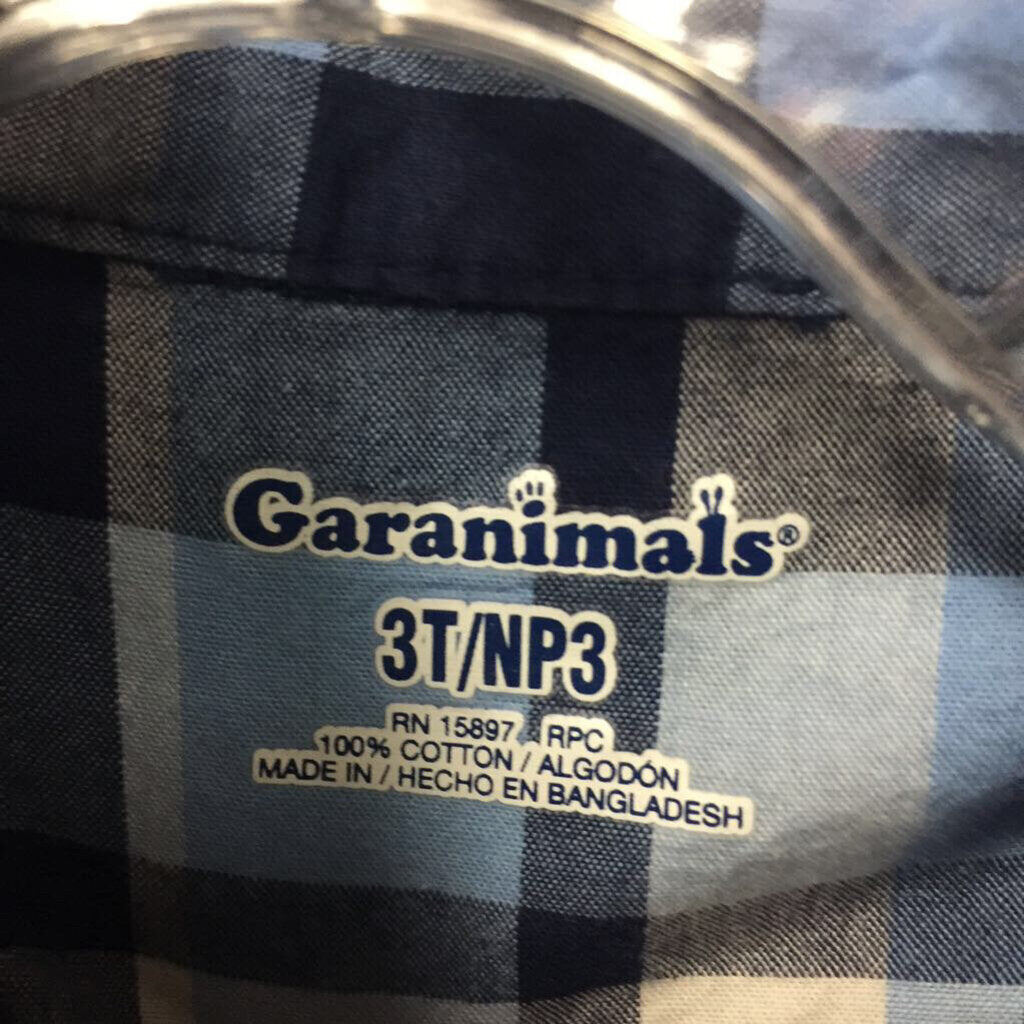 Garanimals®
3T/NP3
RN 15897 RPC
100% COTTON / ALGODÓN
MADE IN / HECHO EN BANGLADESH